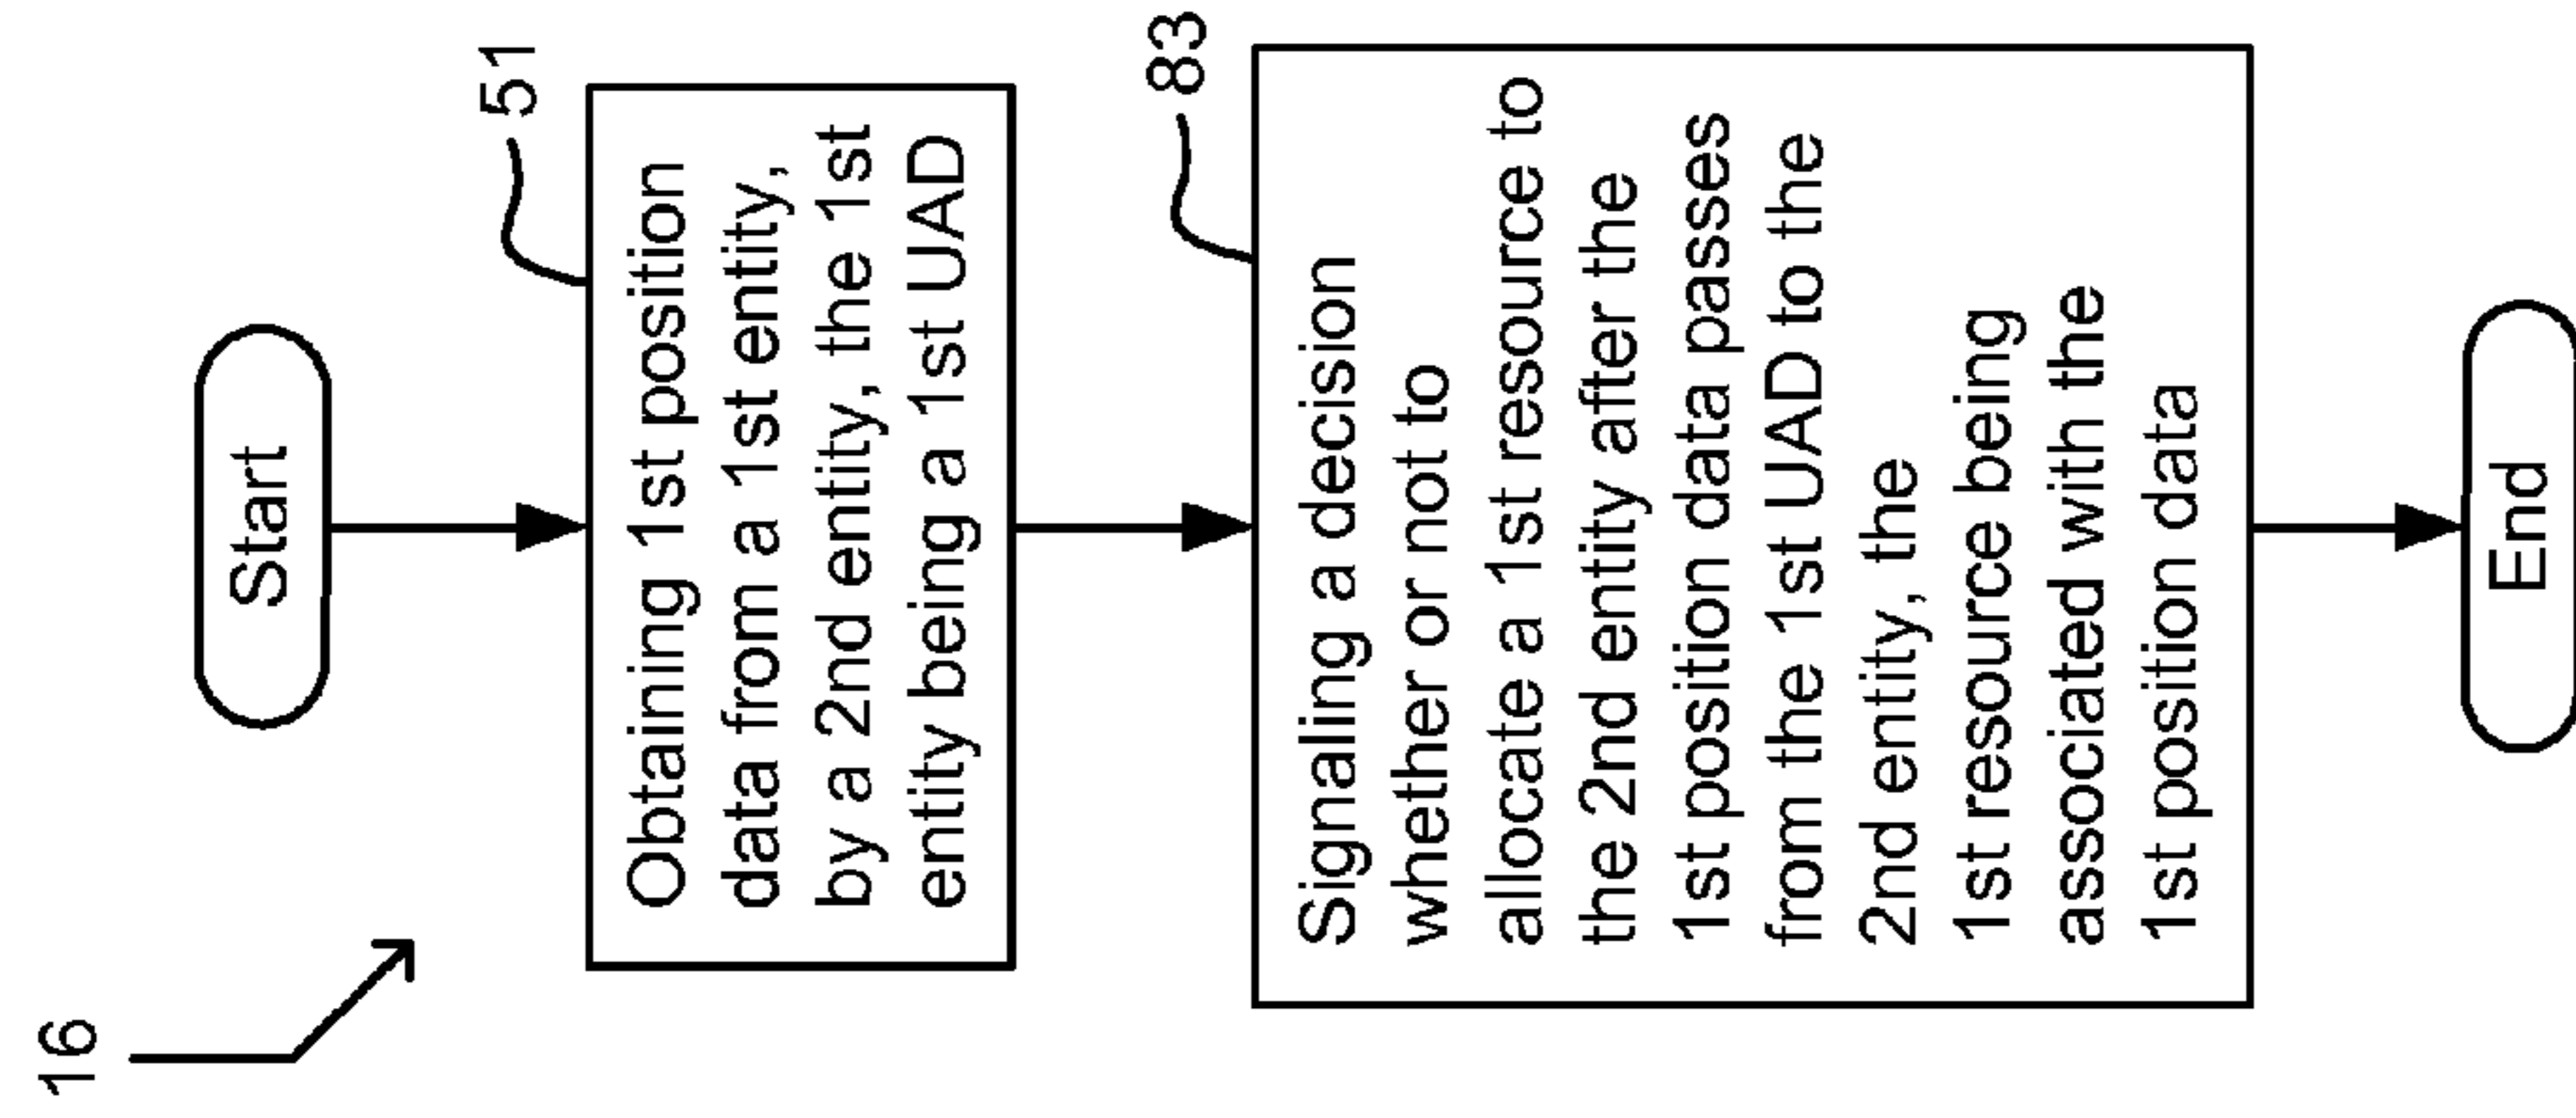 16
Start
51
Obtaining 1st position
data from a 1st entity,
by a 2nd entity, the 1st
entity being a 1st UAD
83
Signaling a decision
whether or not to
allocate a 1st resource to
the 2nd entity after the
1st position data passes
from the 1st UAD to the
2nd entity, the
1st resource being
associated with the
1st position data
End